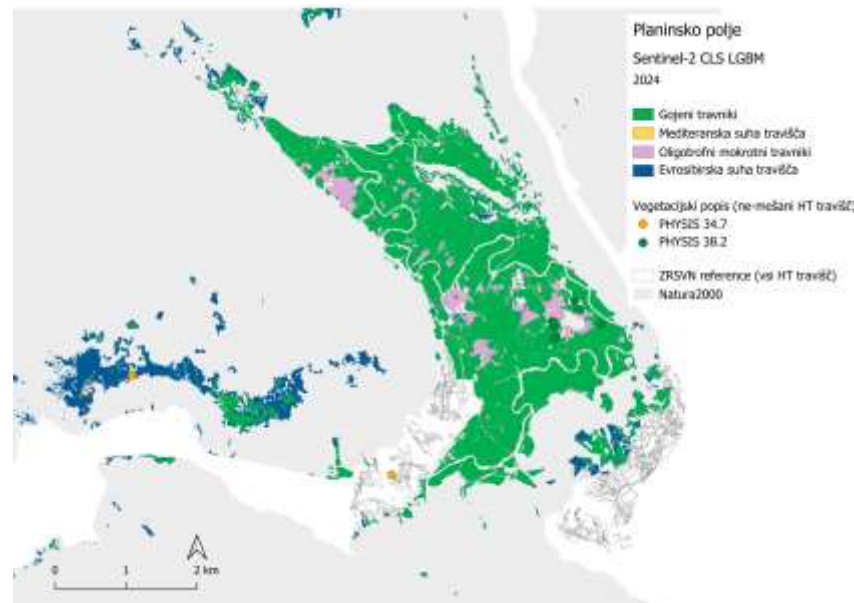 Planinsko polje
Sentinel-2 CLS LGBM
2024
Gojeni travniki
Mediteranska suha travišča
Oligotrofni mokrotni travniki
Evrosibirska suha travišča
Vegetacijski popis (ne-mešani HT travišč)
PHYSIS 34.7
PHYSIS 38.2
ZRSVN reference (vsi HT travišč)
Natura2000
0 1 2 km